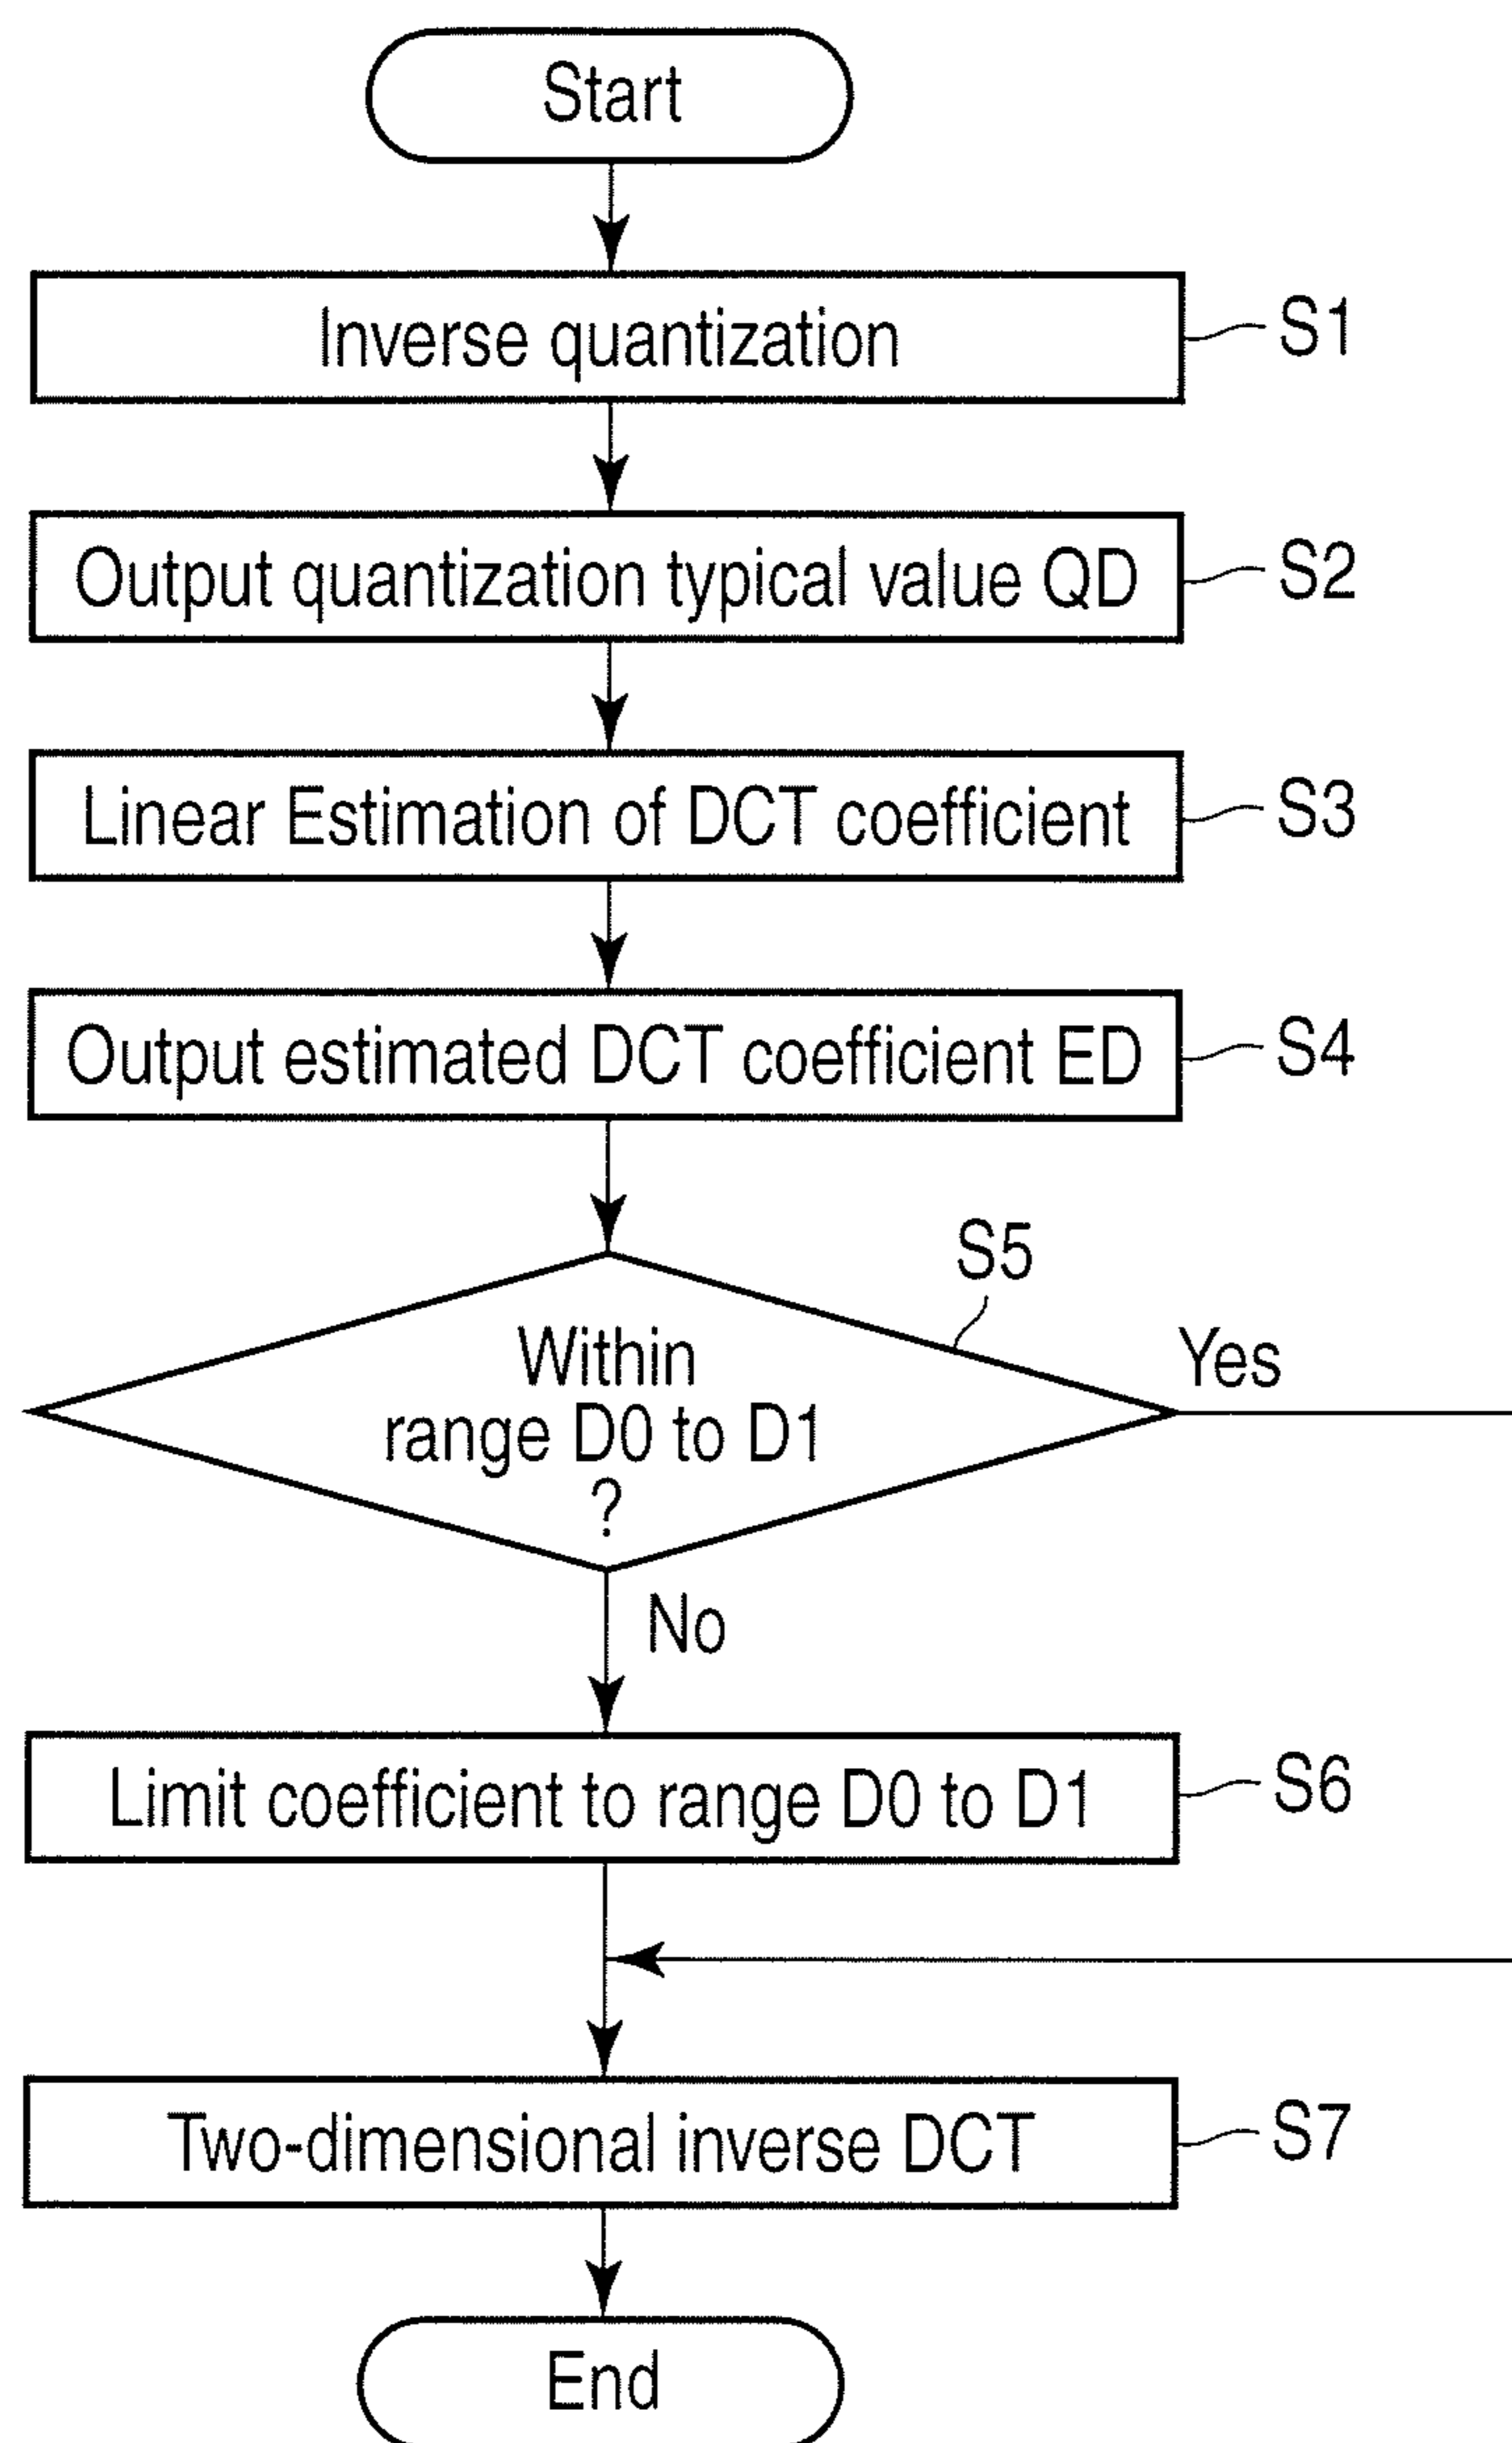 Start
Inverse quantization
S1
Output quantization typical value QD
S2
Linear Estimation of DCT coefficient
S3
Output estimated DCT coefficient ED
S4
S5
Within
range D0 to D1
?
Yes
No
Limit coefficient to range D0 to D1
S6
Two-dimensional inverse DCT
S7
End